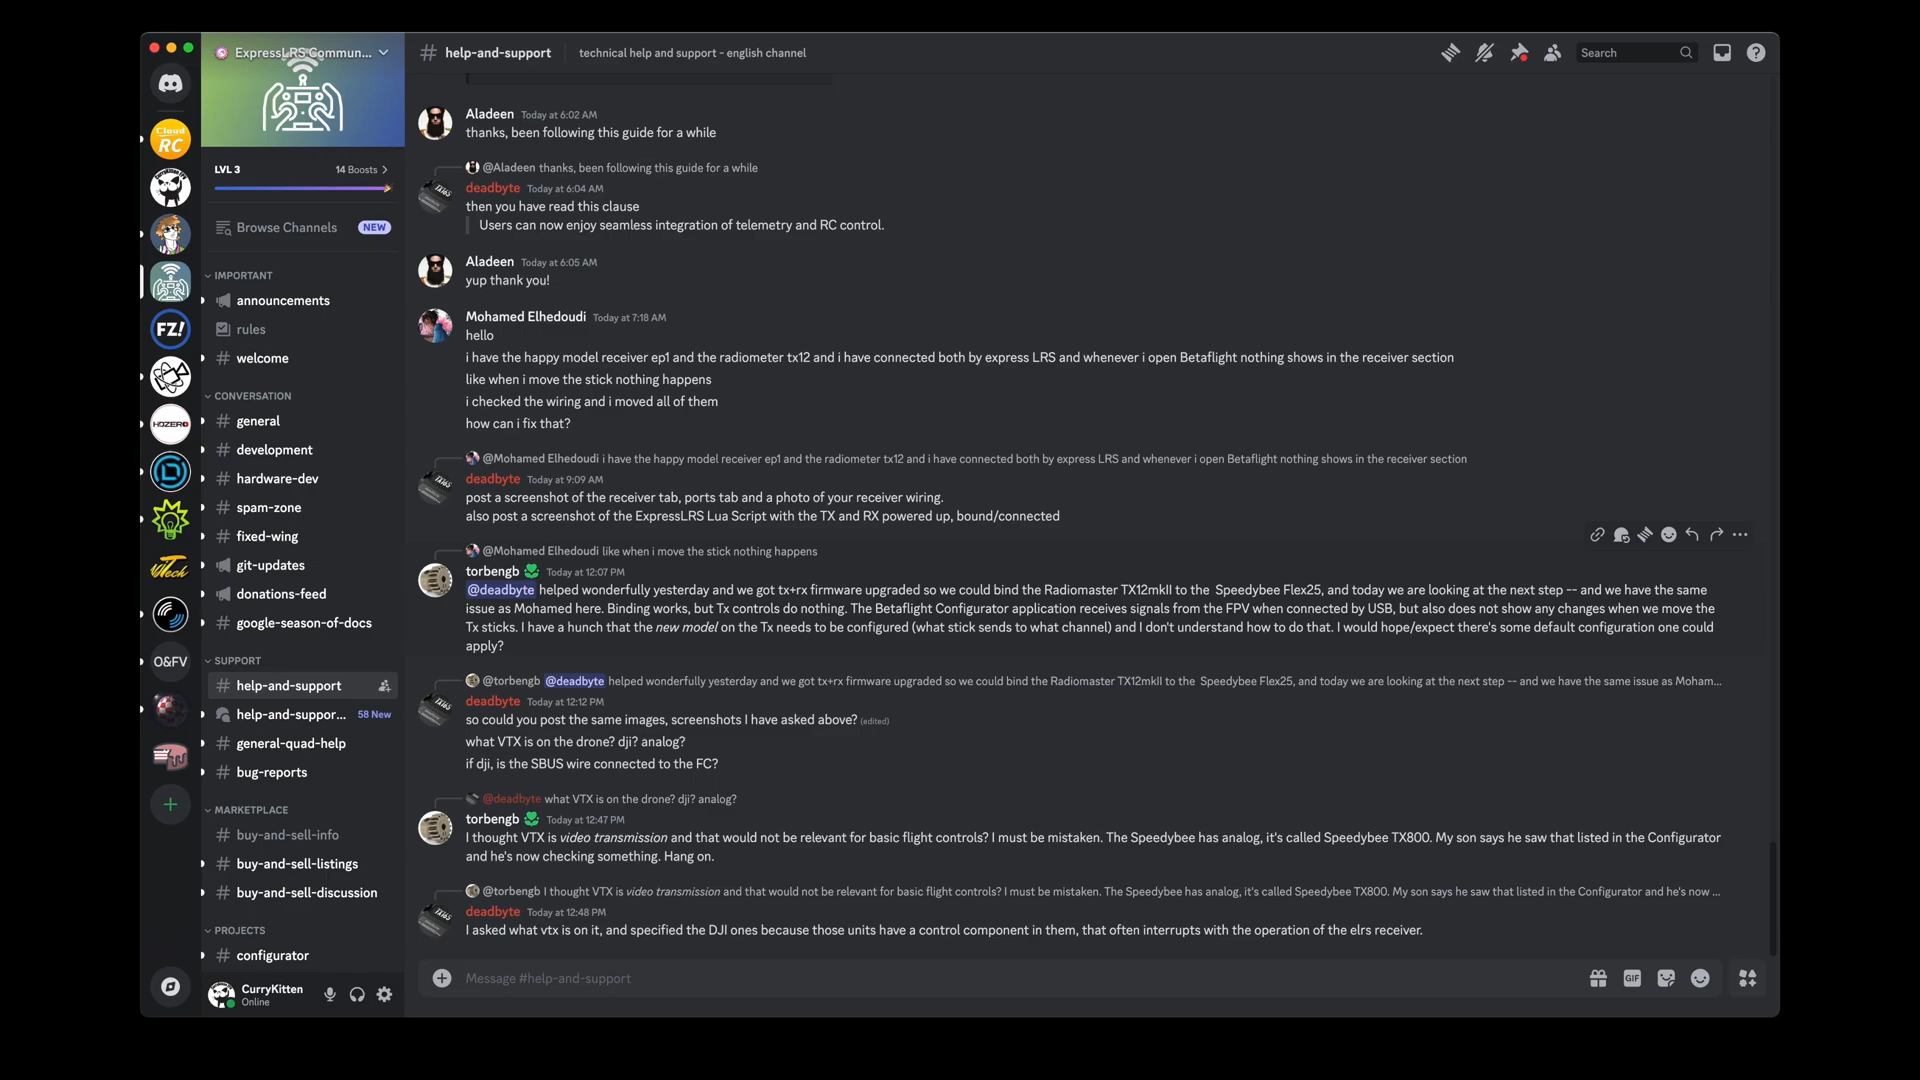 ExpressLRS Commun...
help-and-support
technical help and support - english channel
Search
Cloud
RC
FZ!
HDZERO
O&FV
LVL 3
14 Boosts
Browse Channels
NEW
IMPORTANT
announcements
rules
welcome
CONVERSATION
general
development
hardware-dev
spam-zone
fixed-wing
git-updates
donations-feed
google-season-of-docs
SUPPORT
help-and-support
help-and-suppor...
58 New
general-quad-help
bug-reports
MARKETPLACE
buy-and-sell-info
buy-and-sell-listings
buy-and-sell-discussion
PROJECTS
configurator
CurryKitten
Online
Aladeen Today at 6:02 AM
thanks, been following this guide for a while
@Aladeen thanks, been following this guide for a while
deadbyte Today at 6:04 AM
then you have read this clause
Users can now enjoy seamless integration of telemetry and RC control.
Aladeen Today at 6:05 AM
yup thank you!
Mohamed Elhedoudi Today at 7:18 AM
hello
i have the happy model receiver ep1 and the radiometer tx12 and i have connected both by express LRS and whenever i open Betaflight nothing shows in the receiver section
like when i move the stick nothing happens
i checked the wiring and i moved all of them
how can i fix that?
@Mohamed Elhedoudi i have the happy model receiver ep1 and the radiometer tx12 and i have connected both by express LRS and whenever i open Betaflight nothing shows in the receiver section
deadbyte Today at 9:09 AM
post a screenshot of the receiver tab, ports tab and a photo of your receiver wiring.
also post a screenshot of the ExpressLRS Lua Script with the TX and RX powered up, bound/connected
@Mohamed Elhedoudi like when i move the stick nothing happens
torbengb Today at 12:07 PM
@deadbyte helped wonderfully yesterday and we got tx+rx firmware upgraded so we could bind the Radiomaster TX12mkII to the Speedybee Flex25, and today we are looking at the next step -- and we have the same
issue as Mohamed here. Binding works, but Tx controls do nothing. The Betaflight Configurator application receives signals from the FPV when connected by USB, but also does not show any changes when we move the
Tx sticks. I have a hunch that the new model on the Tx needs to be configured (what stick sends to what channel) and I don't understand how to do that. I would hope/expect there's some default configuration one could
apply?
@torbengb @deadbyte helped wonderfully yesterday and we got tx+rx firmware upgraded so we could bind the Radiomaster TX12mkII to the Speedybee Flex25, and today we are looking at the next step -- and we have the same issue as Moham...
deadbyte Today at 12:12 PM
so could you post the same images, screenshots I have asked above? (edited)
what VTX is on the drone? dji? analog?
if dji, is the SBUS wire connected to the FC?
@deadbyte what VTX is on the drone? dji? analog?
torbengb Today at 12:47 PM
I thought VTX is video transmission and that would not be relevant for basic flight controls? I must be mistaken. The Speedybee has analog, it's called Speedybee TX800. My son says he saw that listed in the Configurator
and he's now checking something. Hang on.
@torbengb I thought VTX is video transmission and that would not be relevant for basic flight controls? I must be mistaken. The Speedybee has analog, it's called Speedybee TX800. My son says he saw that listed in the Configurator and he's now ...
deadbyte Today at 12:48 PM
I asked what vtx is on it, and specified the DJI ones because those units have a control component in them, that often interrupts with the operation of the elrs receiver.
Message #help-and-support
GIF